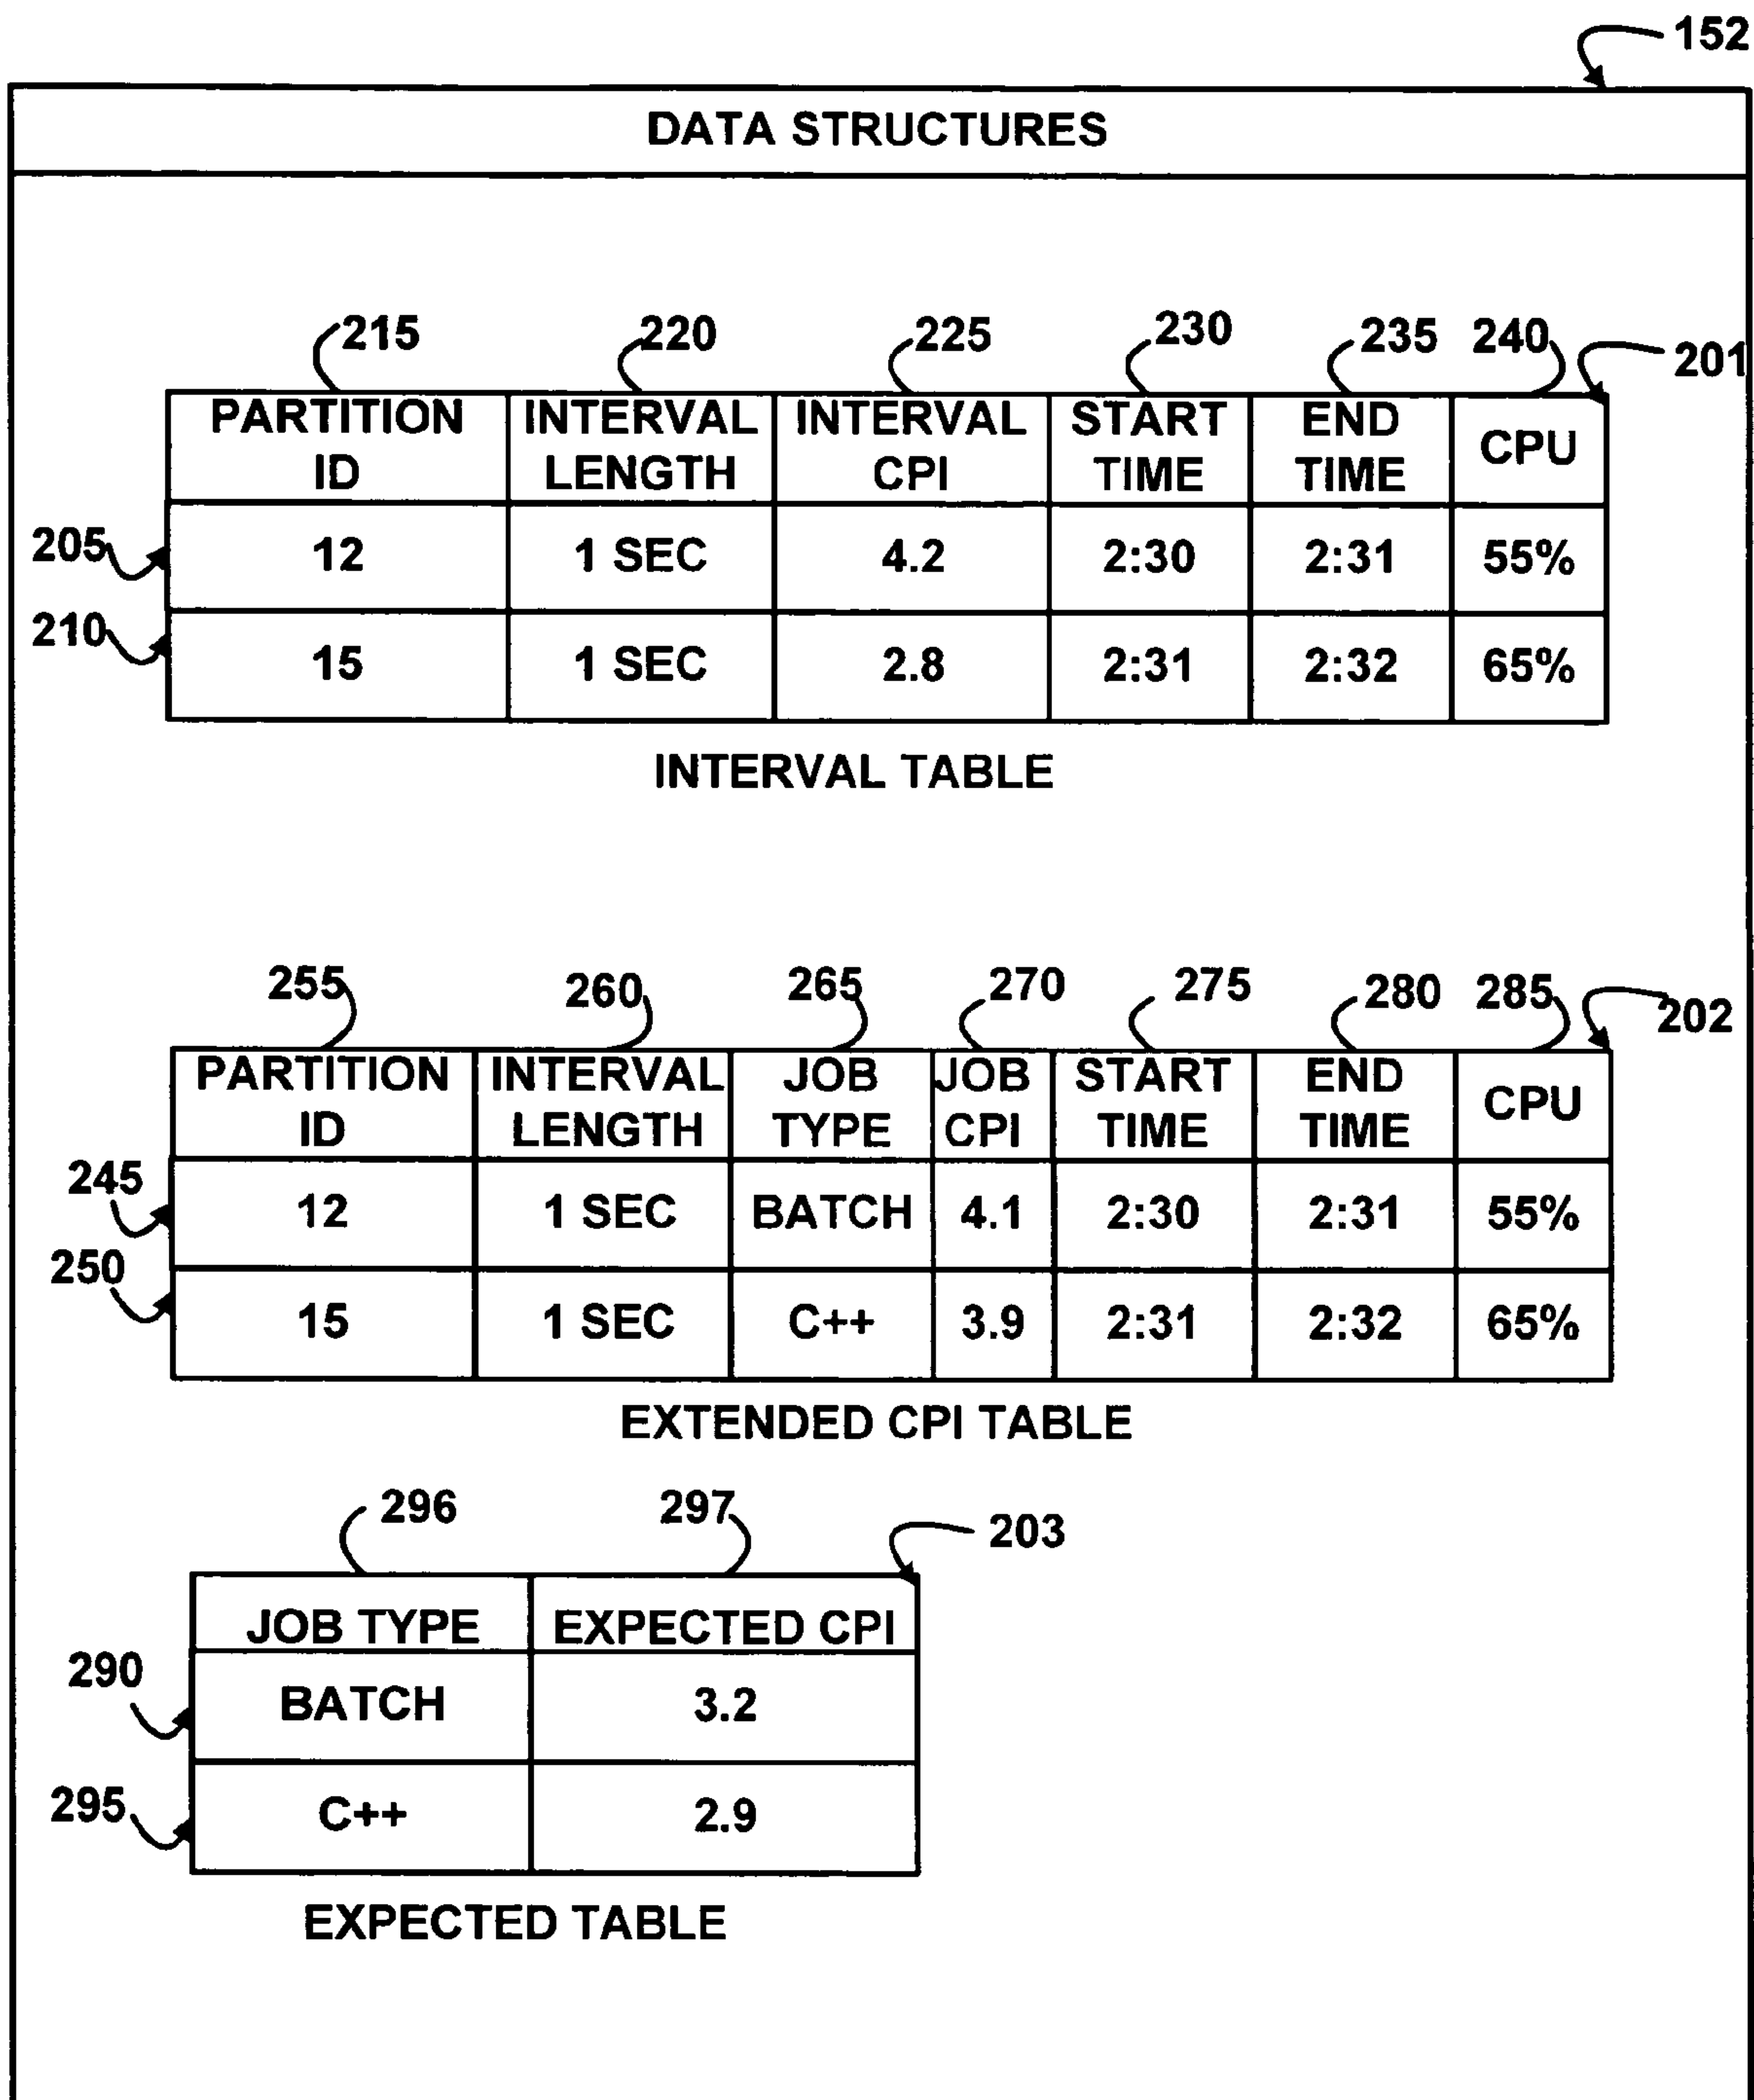 152
DATA STRUCTURES
215 220 225 230 235 240 201
PARTITION ID INTERVAL LENGTH INTERVAL CPI START TIME END TIME CPU
205 12 1 SEC 4.2 2:30 2:31 55%
210 15 1 SEC 2.8 2:31 2:32 65%
INTERVAL TABLE
255 260 265 270 275 280 285 202
PARTITION ID INTERVAL LENGTH JOB TYPE JOB CPI START TIME END TIME CPU
245 12 1 SEC BATCH 4.1 2:30 2:31 55%
250 15 1 SEC C++ 3.9 2:31 2:32 65%
EXTENDED CPI TABLE
296 297 203
JOB TYPE EXPECTED CPI
290 BATCH 3.2
295 C++ 2.9
EXPECTED TABLE